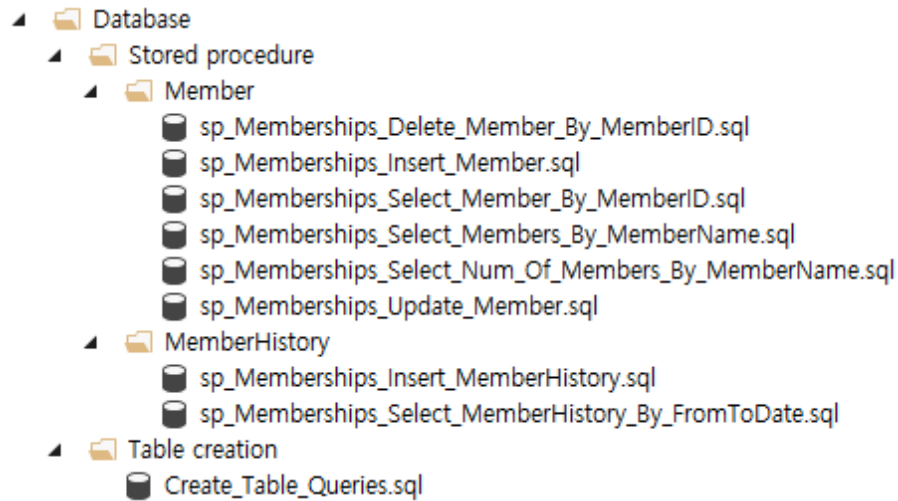 Database
Stored procedure
Member
sp_Memberships_Delete_Member_By_MemberID.sql
sp_Memberships_Insert_Member.sql
sp_Memberships_Select_Member_By_MemberID.sql
sp_Memberships_Select_Members_By_MemberName.sql
sp_Memberships_Select_Num_Of_Members_By_MemberName.sql
sp_Memberships_Update_Member.sql
MemberHistory
sp_Memberships_Insert_MemberHistory.sql
sp_Memberships_Select_MemberHistory_By_FromToDate.sql
Table creation
Create_Table_Queries.sql